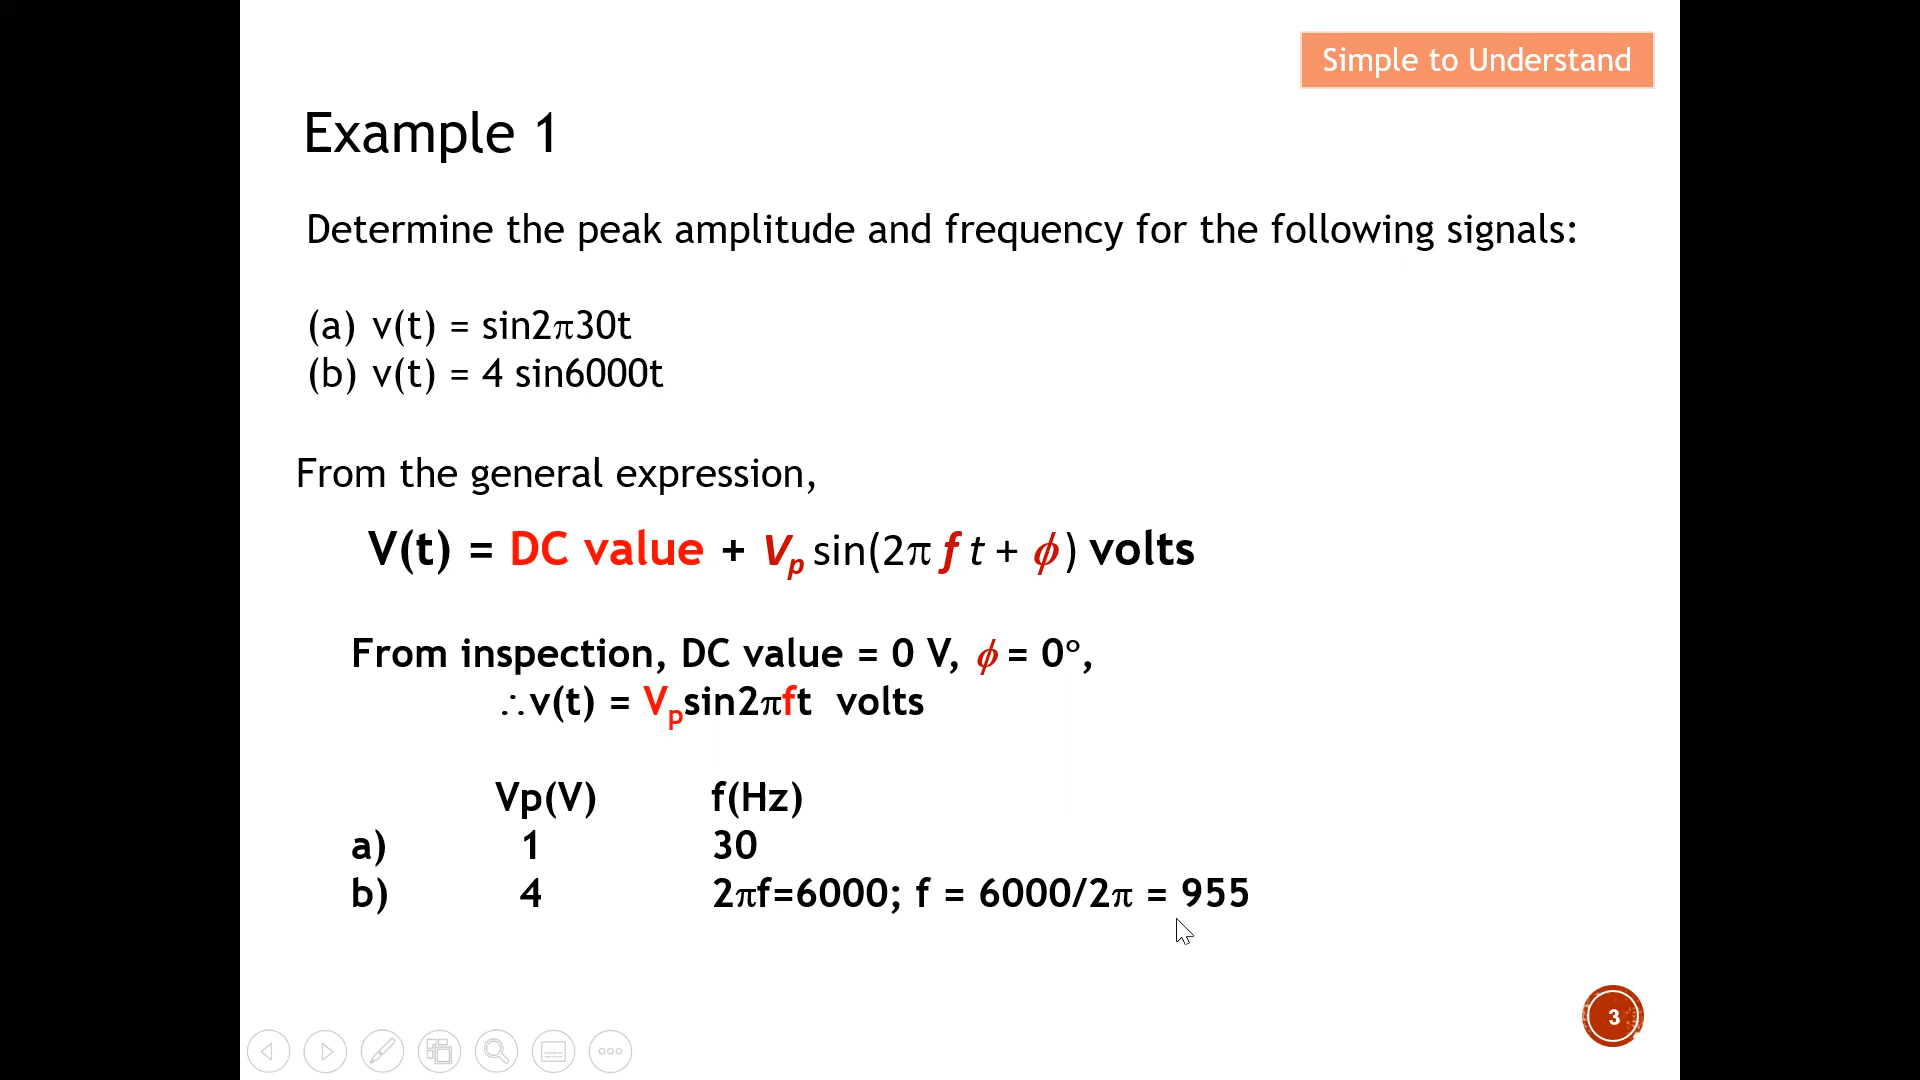 Simple to Understand
Example 1
Determine the peak amplitude and frequency for the following signals:
(a) v(t) = sin2π30t
(b) v(t) = 4 sin6000t
From the general expression,
V(t) = DC value + Vp sin(2π f t + ϕ) volts
From inspection, DC value = 0 V, ϕ = 0°,
∴v(t) = Vpsin2πft volts
Vp(V) f(Hz)
a) 1 30
b) 4 2πf=6000; f = 6000/2π = 955
3